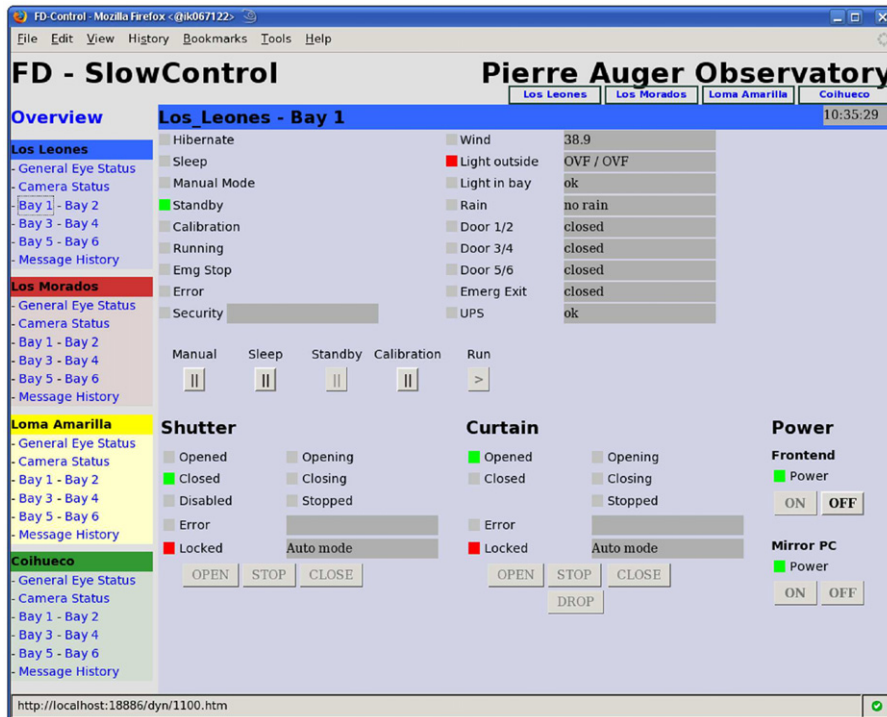 FD-Control - Mozilla Firefox <@ik067122>
File Edit View History Bookmarks Tools Help
FD - SlowControl
Pierre Auger Observatory
Los Leones Los Morados Loma Amarilla Coihueco
Overview
Los_Leones - Bay 1
10:35:29
Los Leones
- General Eye Status
- Camera Status
- Bay 1 - Bay 2
- Bay 3 - Bay 4
- Bay 5 - Bay 6
- Message History
Los Morados
- General Eye Status
- Camera Status
- Bay 1 - Bay 2
- Bay 3 - Bay 4
- Bay 5 - Bay 6
- Message History
Loma Amarilla
- General Eye Status
- Camera Status
- Bay 1 - Bay 2
- Bay 3 - Bay 4
- Bay 5 - Bay 6
- Message History
Coihueco
- General Eye Status
- Camera Status
- Bay 1 - Bay 2
- Bay 3 - Bay 4
- Bay 5 - Bay 6
- Message History
Hibernate
Sleep
Manual Mode
Standby
Calibration
Running
Emg Stop
Error
Security
Wind 38.9
Light outside OVF / OVF
Light in bay ok
Rain no rain
Door 1/2 closed
Door 3/4 closed
Door 5/6 closed
Emerg Exit closed
UPS ok
Manual Sleep Standby Calibration Run
|| || || || >
Shutter
Opened Opening
Closed Closing
Disabled Stopped
Error
Locked Auto mode
OPEN STOP CLOSE
Curtain
Opened Opening
Closed Closing
Stopped
Error
Locked Auto mode
OPEN STOP CLOSE
DROP
Power
Frontend
Power
ON OFF
Mirror PC
Power
ON OFF
http://localhost:18886/dyn/1100.htm